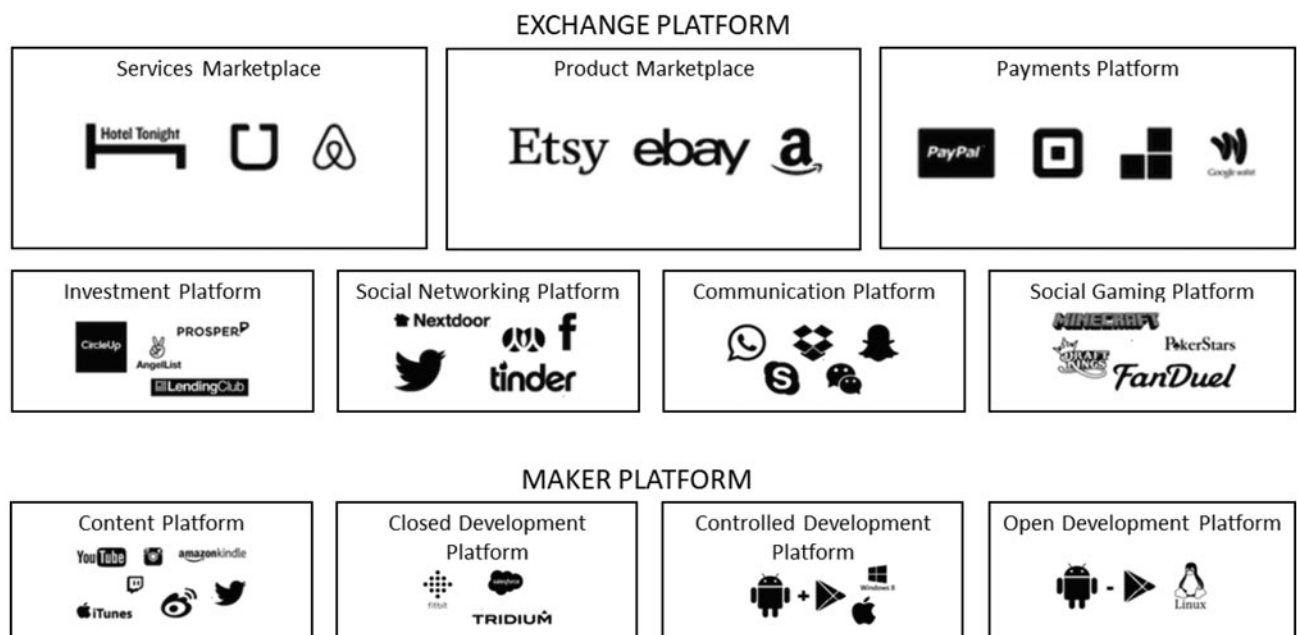 EXCHANGE PLATFORM
Services Marketplace
Hotel Tonight
Product Marketplace
Etsy ebay a
Payments Platform
PayPal
Google wallet
Investment Platform
CircleUp
PROSPER
AngelList
LendingClub
Social Networking Platform
Nextdoor
f
tinder
Communication Platform
S
Social Gaming Platform
MINECRAFT
DRAFT KINGS
PokerStars
FanDuel
MAKER PLATFORM
Content Platform
YouTube
amazonkindle
iTunes
Closed Development
Platform
fitbit
salesforce
TRIDIUM
Controlled Development
Platform
+
Windows 8
Open Development Platform
-
Linux